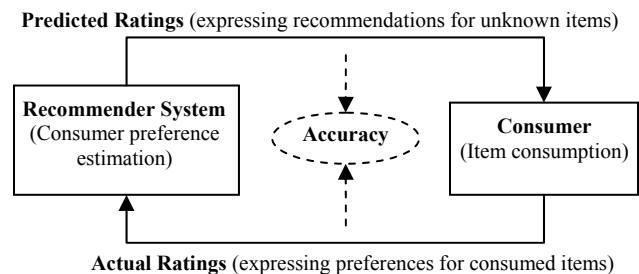 Predicted Ratings (expressing recommendations for unknown items)
Recommender System
(Consumer preference
estimation)
Accuracy
Consumer
(Item consumption)
Actual Ratings (expressing preferences for consumed items)